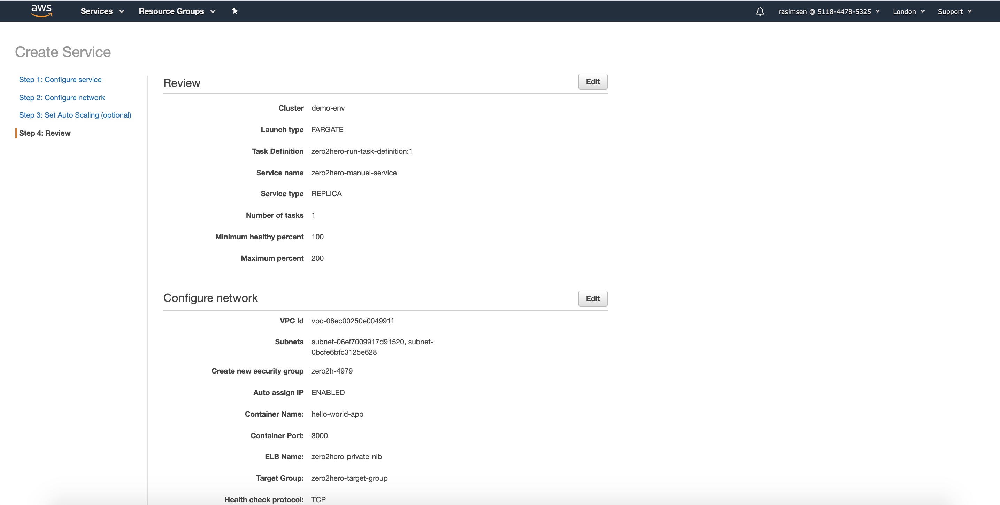 aws Services Resource Groups rasimsen @ 5118-4478-5325 London Support
Create Service
Step 1: Configure service
Step 2: Configure network
Step 3: Set Auto Scaling (optional)
Step 4: Review
Review Edit
Cluster demo-env
Launch type FARGATE
Task Definition zero2hero-run-task-definition:1
Service name zero2hero-manuel-service
Service type REPLICA
Number of tasks 1
Minimum healthy percent 100
Maximum percent 200
Configure network Edit
VPC Id vpc-08ec00250e004991f
Subnets subnet-06ef7009917d91520, subnet-
0bcfe6bfc3125e628
Create new security group zero2h-4979
Auto assign IP ENABLED
Container Name: hello-world-app
Container Port: 3000
ELB Name: zero2hero-private-nlb
Target Group: zero2hero-target-group
Health check protocol: TCP